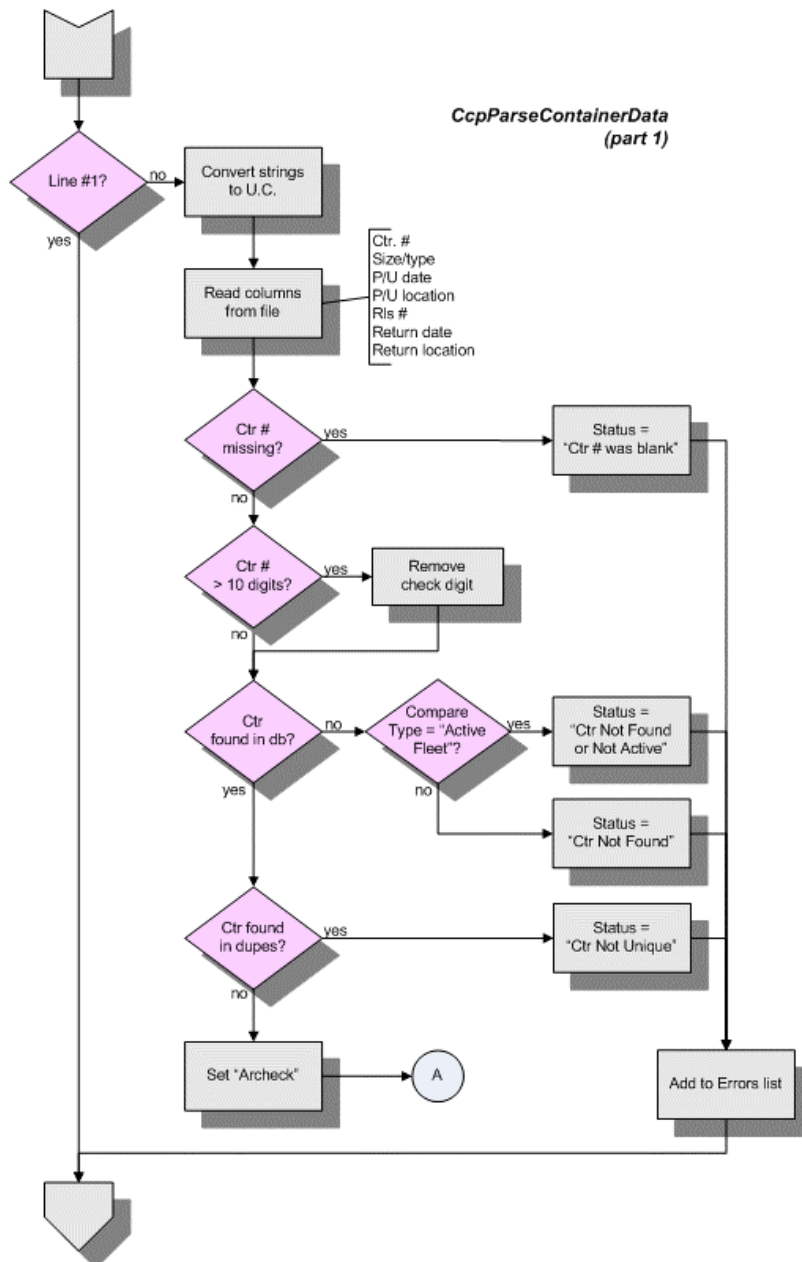 CcpParseContainerData
(part 1)
Line #1?
no
yes
Convert strings
to U.C.
Read columns
from file
Ctr. #
Size/type
P/U date
P/U location
Rls #
Return date
Return location
Ctr #
missing?
yes
no
Status =
“Ctr # was blank”
Ctr #
> 10 digits?
yes
no
Remove
check digit
Ctr
found in db?
no
yes
Compare
Type = “Active
Fleet”?
yes
no
Status =
“Ctr Not Found
or Not Active”
Status =
“Ctr Not Found”
Ctr found
in dupes?
yes
no
Status =
“Ctr Not Unique”
Set “Archeck”
A
Add to Errors list